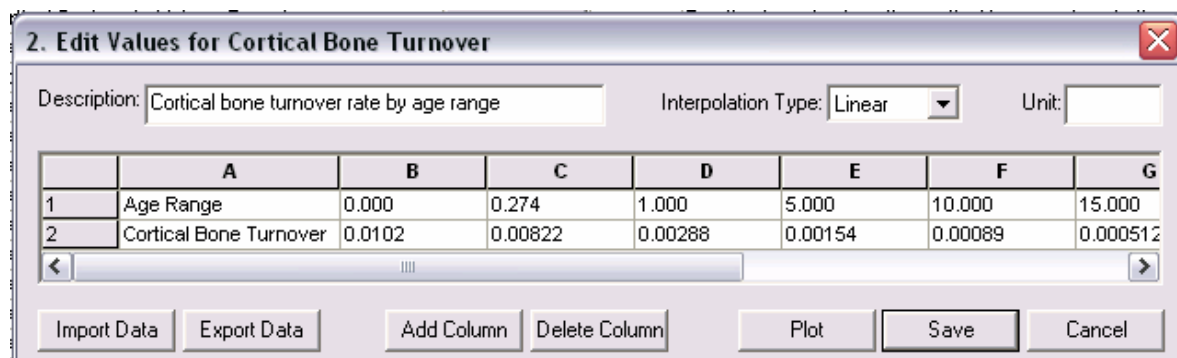 2. Edit Values for Cortical Bone Turnover
Description: Cortical bone turnover rate by age range Interpolation Type: Linear Unit:
A B C D E F G
1 Age Range 0.000 0.274 1.000 5.000 10.000 15.000
2 Cortical Bone Turnover 0.0102 0.00822 0.00288 0.00154 0.00089 0.000512
Import Data Export Data Add Column Delete Column Plot Save Cancel